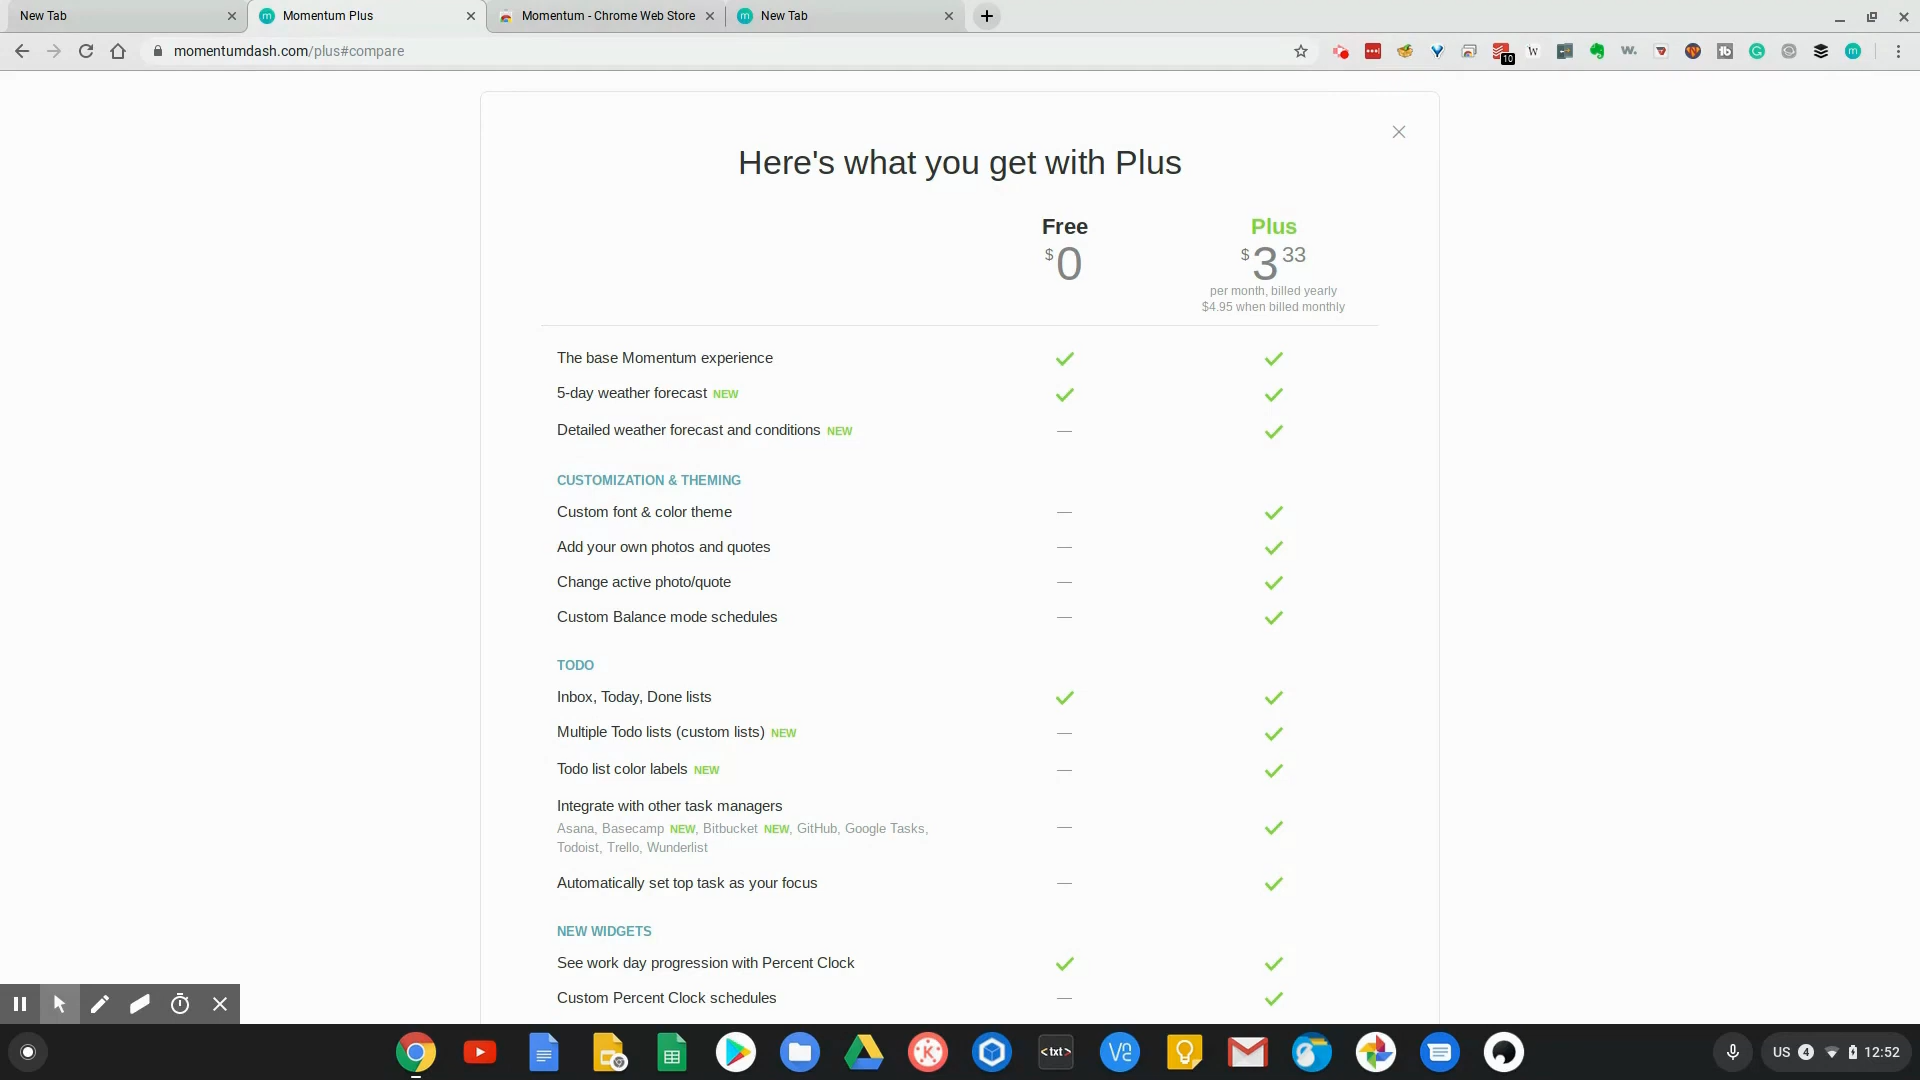 New Tab
Momentum Plus
Momentum - Chrome Web Store
New Tab
momentumdash.com/plus#compare
10
Here's what you get with Plus
Free
Plus
$0
$3 33
per month, billed yearly
$4.95 when billed monthly
The base Momentum experience
5-day weather forecast NEW
Detailed weather forecast and conditions NEW
CUSTOMIZATION & THEMING
Custom font & color theme
Add your own photos and quotes
Change active photo/quote
Custom Balance mode schedules
TODO
Inbox, Today, Done lists
Multiple Todo lists (custom lists) NEW
Todo list color labels NEW
Integrate with other task managers
Asana, Basecamp NEW, Bitbucket NEW, GitHub, Google Tasks,
Todoist, Trello, Wunderlist
Automatically set top task as your focus
NEW WIDGETS
See work day progression with Percent Clock
Custom Percent Clock schedules
<txt>
US 4 12:52